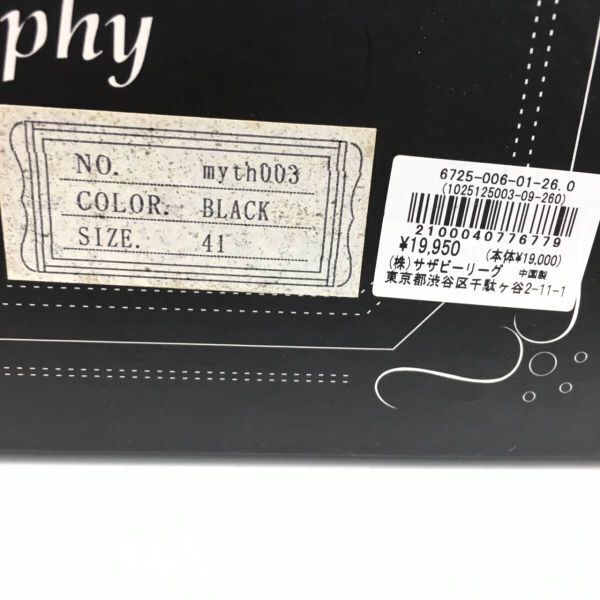 phy
NO. myth003
COLOR. BLACK
SIZE. 41
6725-006-01-26.0
(1025125003-09-260)
2100040776779
¥19,950 (本体¥19,000)
(株)サザビーリーグ 中国製
東京都渋谷区千駄ヶ谷2-11-1